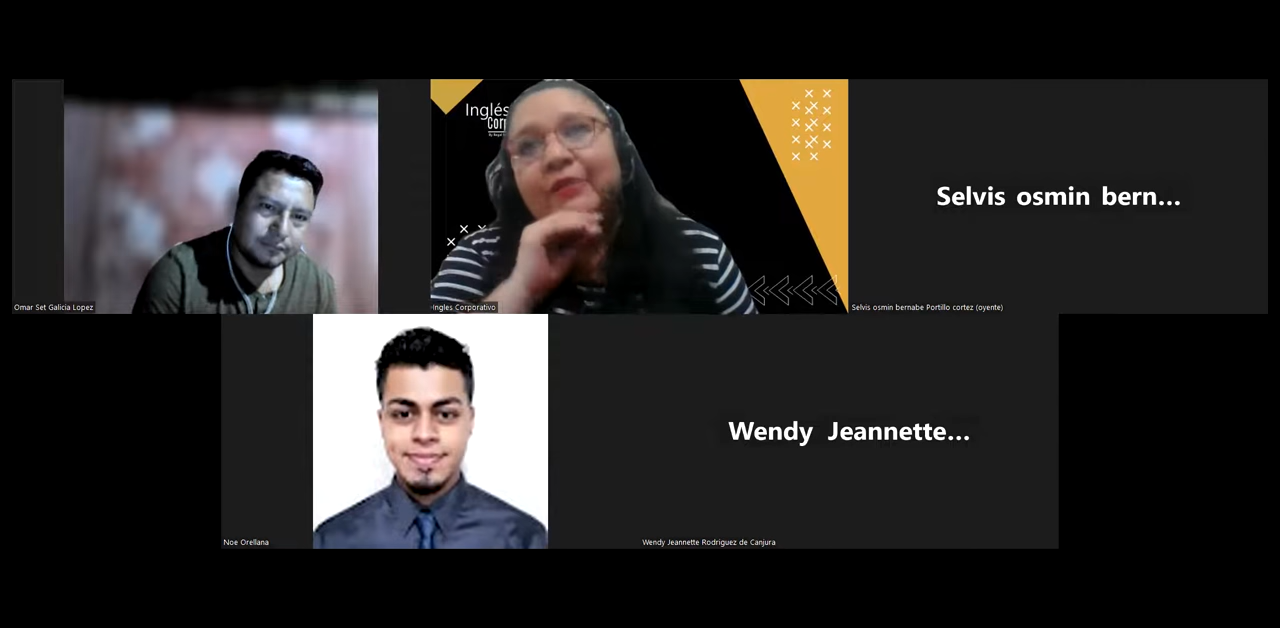 Inglés
Corp
Selvis osmin bern...
Omar Set Galicia Lopez
Ingles Corporativo
Selvis osmin bernabe Portillo cortez (oyente)
Wendy Jeannette...
Noe Orellana
Wendy Jeannette Rodriguez de Canjura